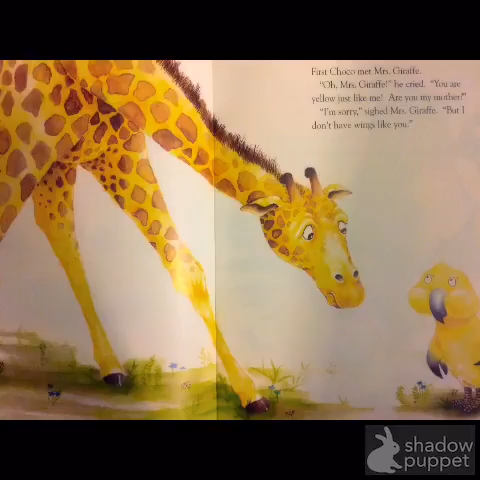 First Choco met Mrs. Giraffe.
"Oh, Mrs. Giraffe!" he cried. "You are
yellow just like me! Are you my mother?"
"I'm sorry," sighed Mrs. Giraffe. "But I
don't have wings like you."
shadow
puppet